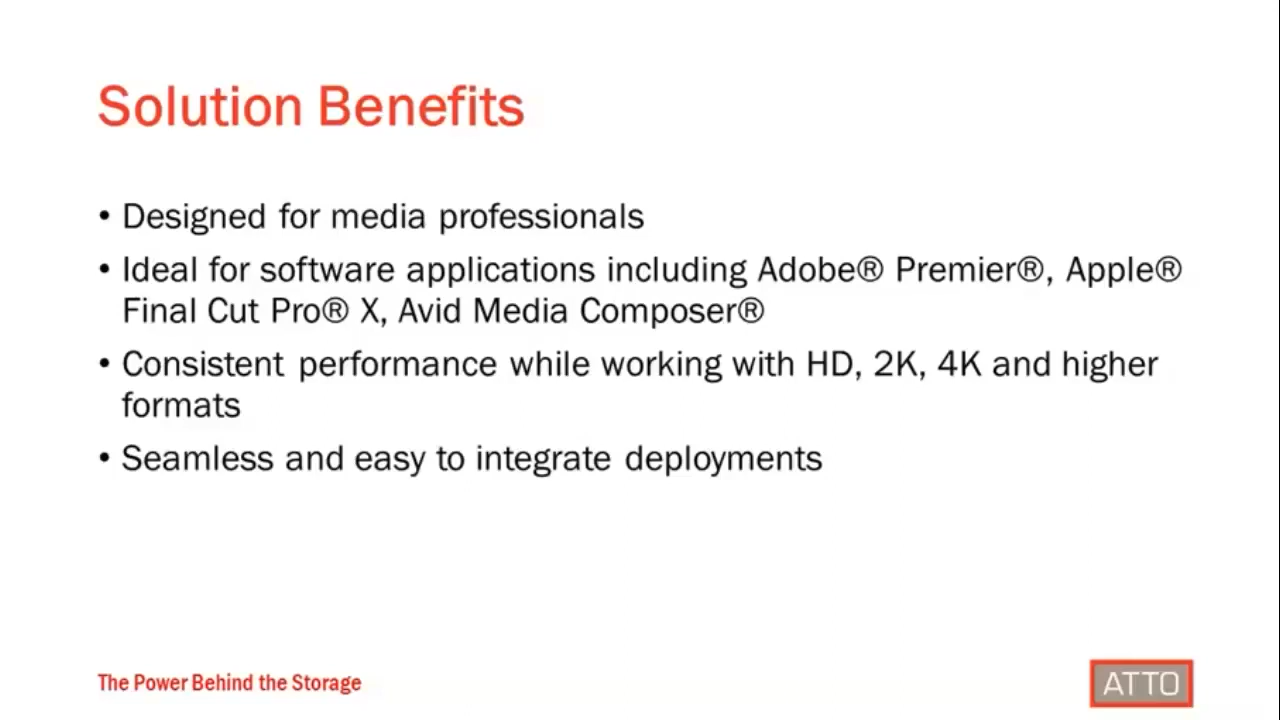 Solution Benefits
• Designed for media professionals
• Ideal for software applications including Adobe® Premier®, Apple®
Final Cut Pro® X, Avid Media Composer®
• Consistent performance while working with HD, 2K, 4K and higher
formats
• Seamless and easy to integrate deployments
The Power Behind the Storage
ATTO